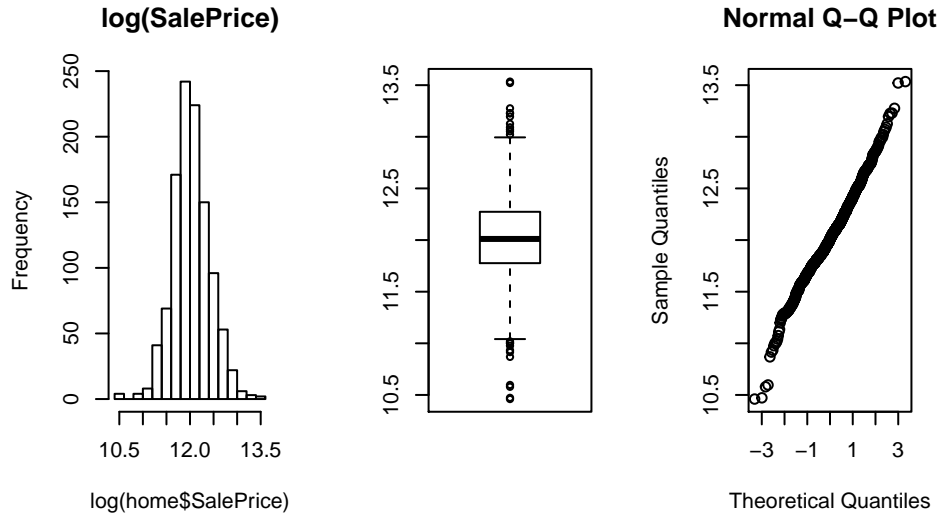 log(SalePrice)
Frequency
250
200
150
100
50
0
10.5 12.0 13.5
log(home$SalePrice)
13.5
12.5
11.5
10.5
Normal Q−Q Plot
Sample Quantiles
13.5
12.5
11.5
10.5
−3 −1 1 3
Theoretical Quantiles